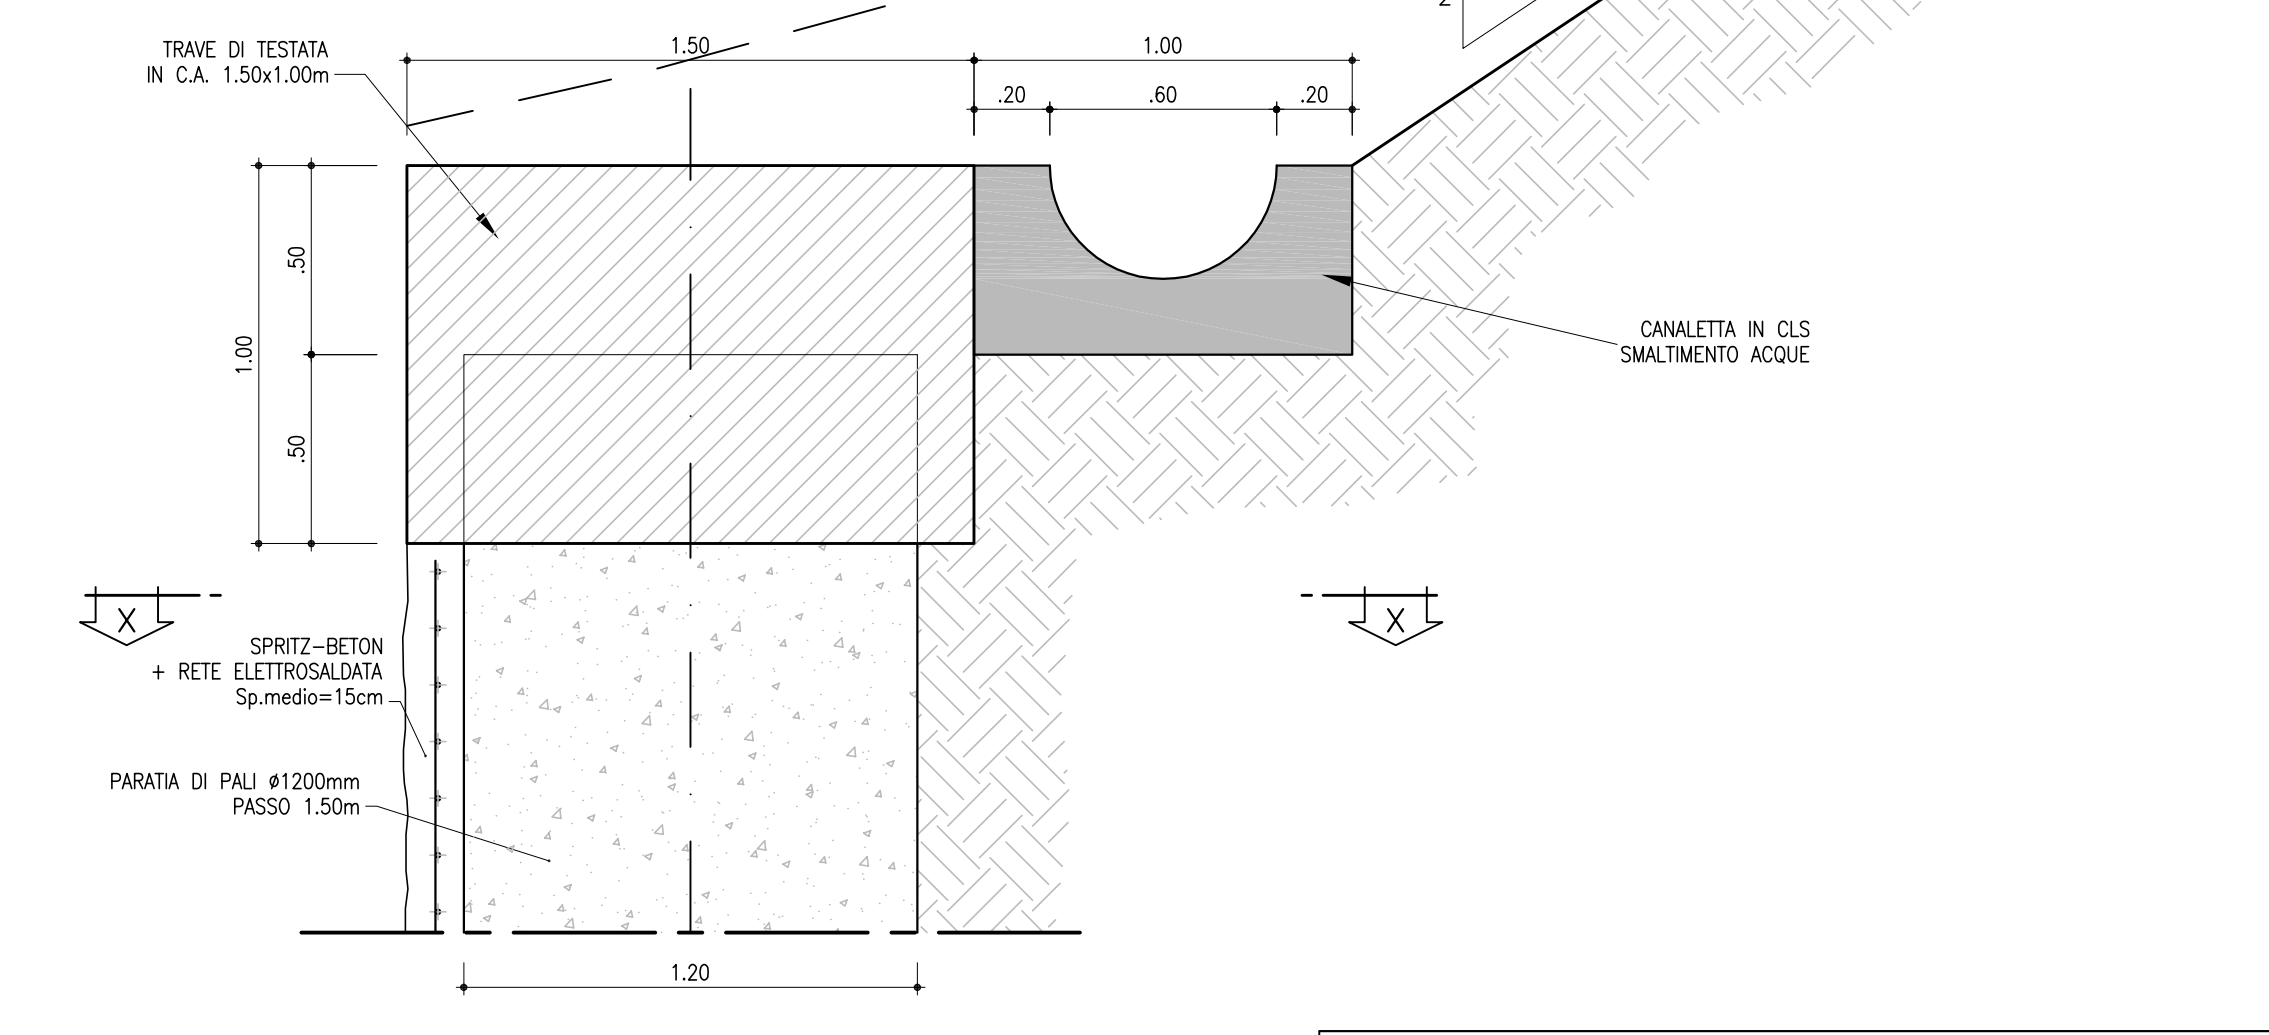 2
TRAVE DI TESTATA
IN C.A. 1.50x1.00m
1.50
1.00
.20
.60
.20
.50
1.00
.50
CANALETTA IN CLS
SMALTIMENTO ACQUE
X
X
SPRITZ-BETON
+ RETE ELETTROSALDATA
Sp.medio=15cm
PARATIA DI PALI ø1200mm
PASSO 1.50m
1.20